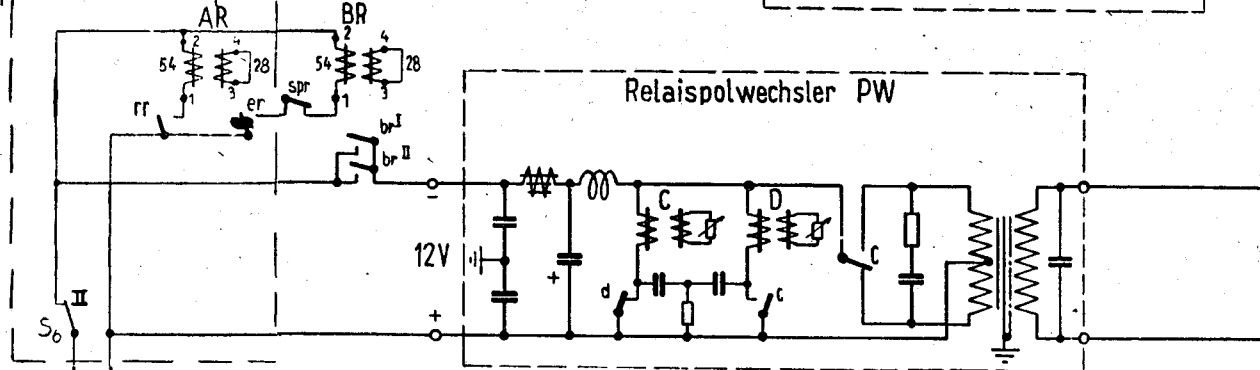 AR
BR
2
4
2
4
54
28
54
28
1
3
1
3
rr
er
spr
br I
br II
Relaispolwechsler PW
−
C
D
12V
C
+
d
c
II
S6
+